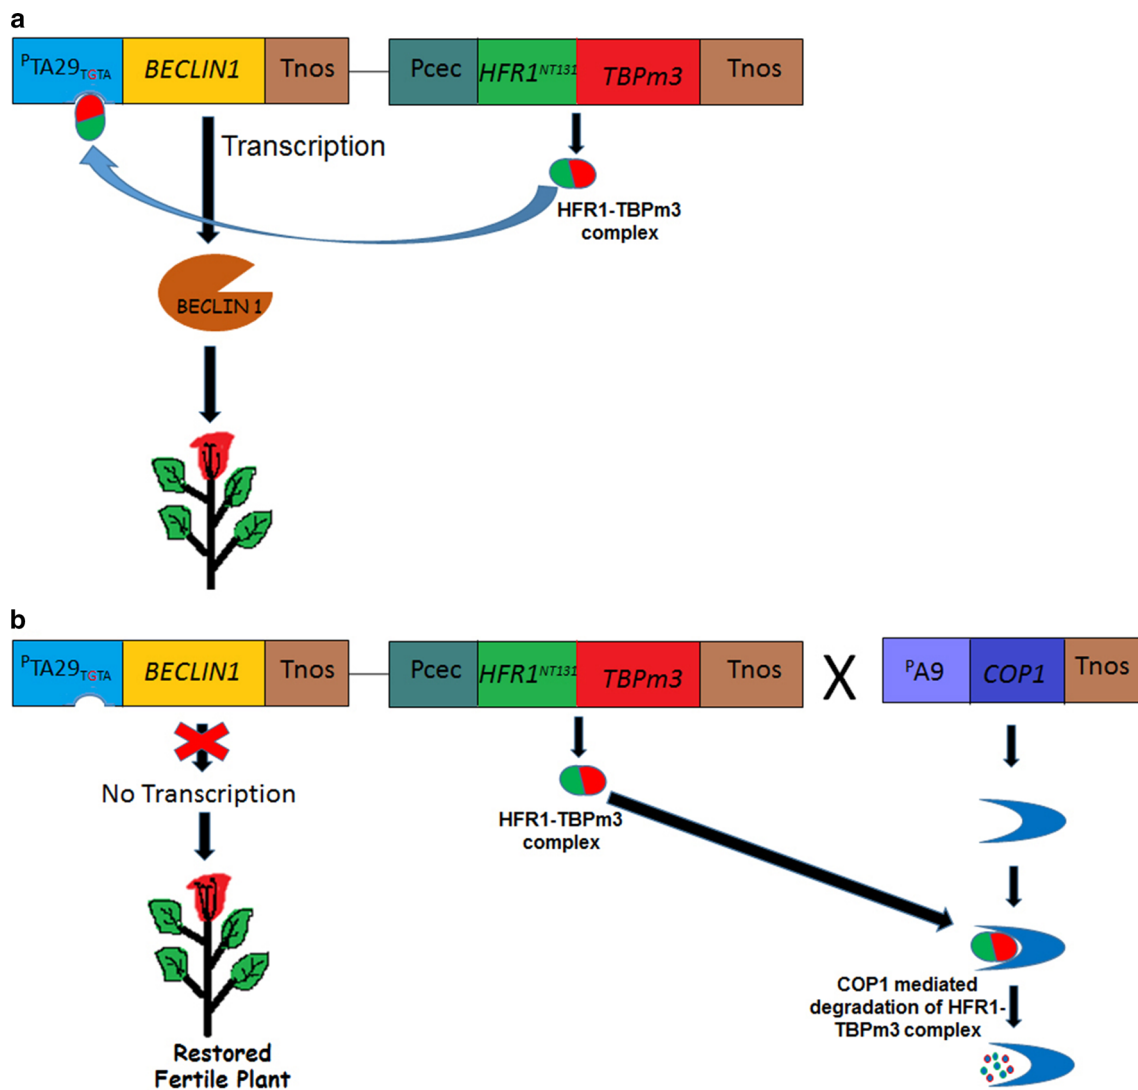 a
PTA29TGTA BECLIN1 Tnos Pcec HFR1NT131 TBPm3 Tnos
Transcription
HFR1-TBPm3
complex
BECLIN 1
b
PTA29TGTA BECLIN1 Tnos Pcec HFR1NT131 TBPm3 Tnos X PA9 COP1 Tnos
No Transcription
HFR1-TBPm3
complex
COP1 mediated
degradation of HFR1-
TBPm3 complex
Restored
Fertile Plant